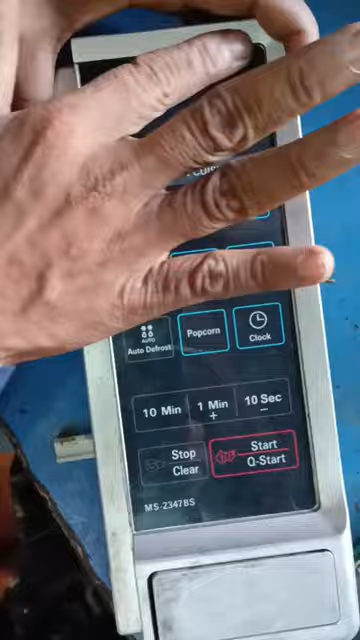 AUTO
Auto Defrost
Popcorn
Clock
10 Min
1 Min
+
10 Sec
−
Stop
Clear
Start
Q-Start
MS-2347BS